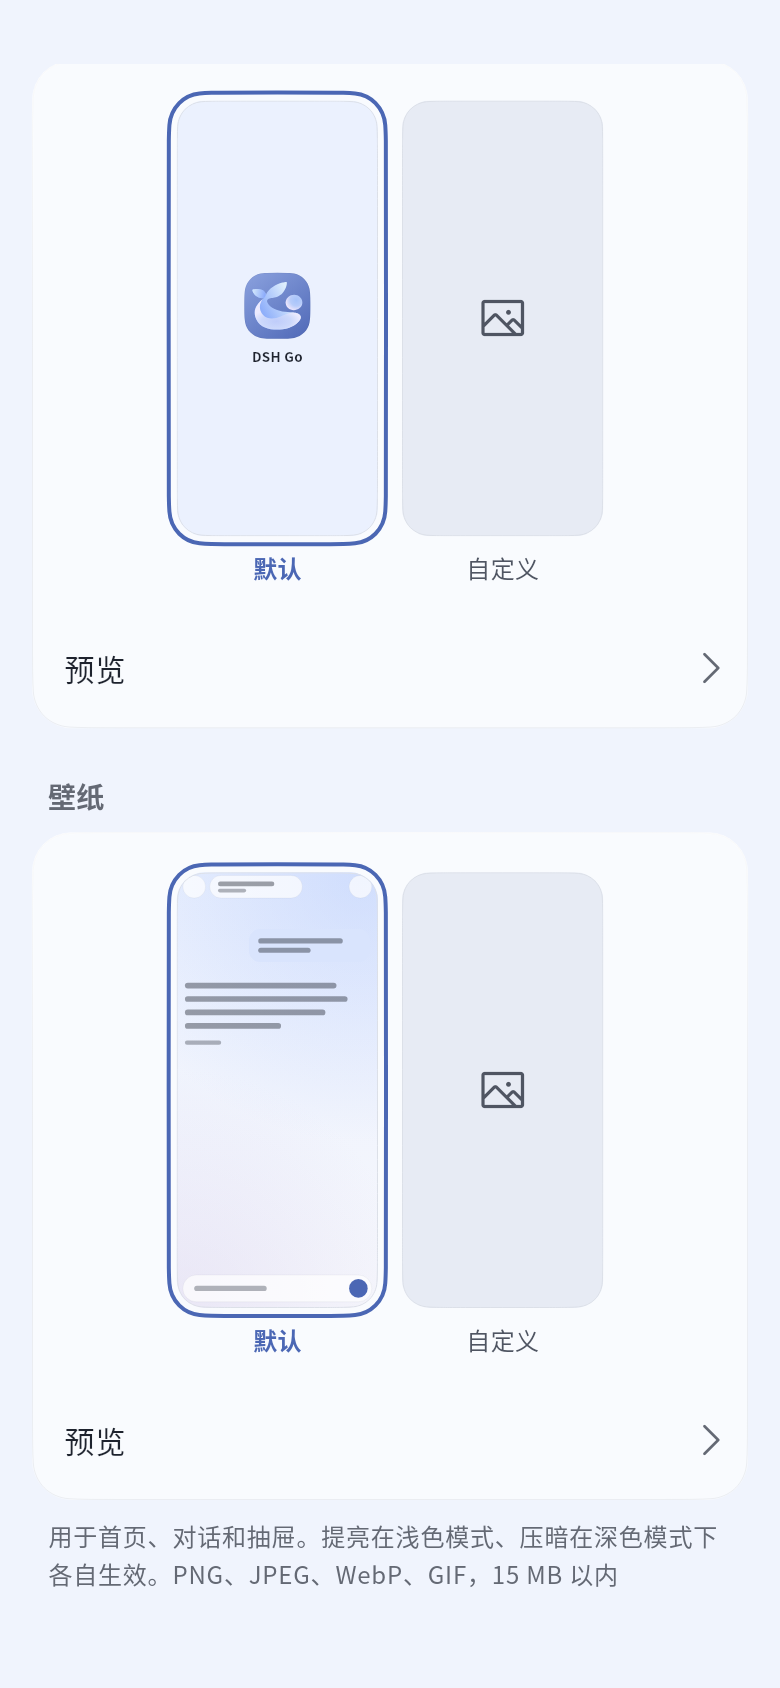 DSH Go
默认
自定义
预览
壁纸
默认
自定义
预览
用于首页、对话和抽屉。提亮在浅色模式、压暗在深色模式下
各自生效。PNG、JPEG、WebP、GIF，15 MB 以内